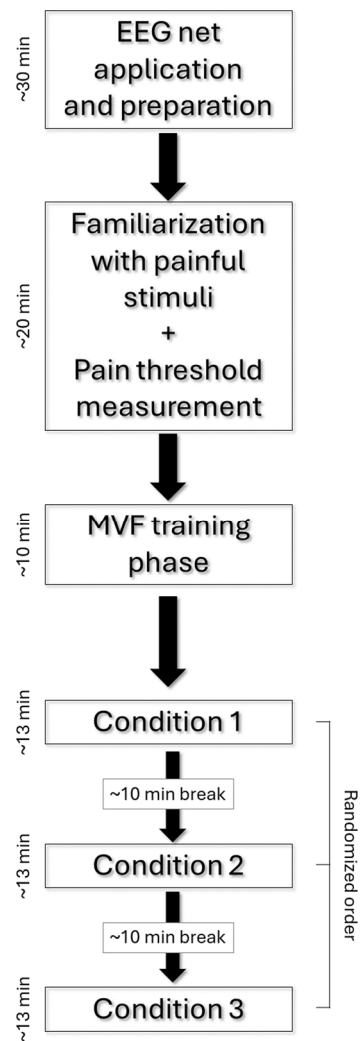 ~30 min
EEG net
application
and preparation
~20 min
Familiarization
with painful
stimuli
+
Pain threshold
measurement
~10 min
MVF training
phase
~13 min
Condition 1
~10 min break
~13 min
Condition 2
Randomized order
~10 min break
~13 min
Condition 3